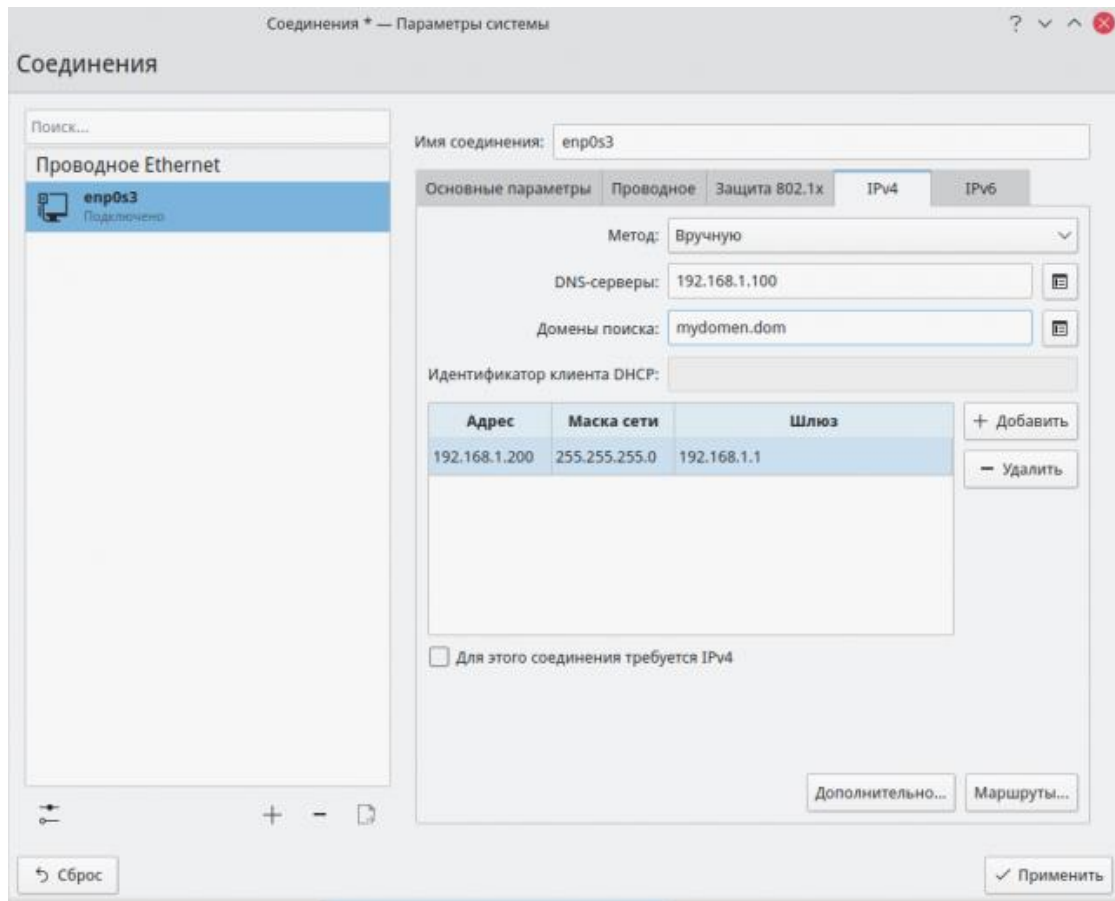 Соединения * — Параметры системы
Соединения
Поиск...
Проводное Ethernet
enp0s3
Подключено
Имя соединения: enp0s3
Основные параметры Проводное Защита 802.1x IPv4 IPv6
Метод: Вручную
DNS-серверы: 192.168.1.100
Домены поиска: mydomen.dom
Идентификатор клиента DHCP:
Адрес Маска сети Шлюз
192.168.1.200 255.255.255.0 192.168.1.1
+ Добавить
− Удалить
Для этого соединения требуется IPv4
Дополнительно... Маршруты...
Сброс
Применить